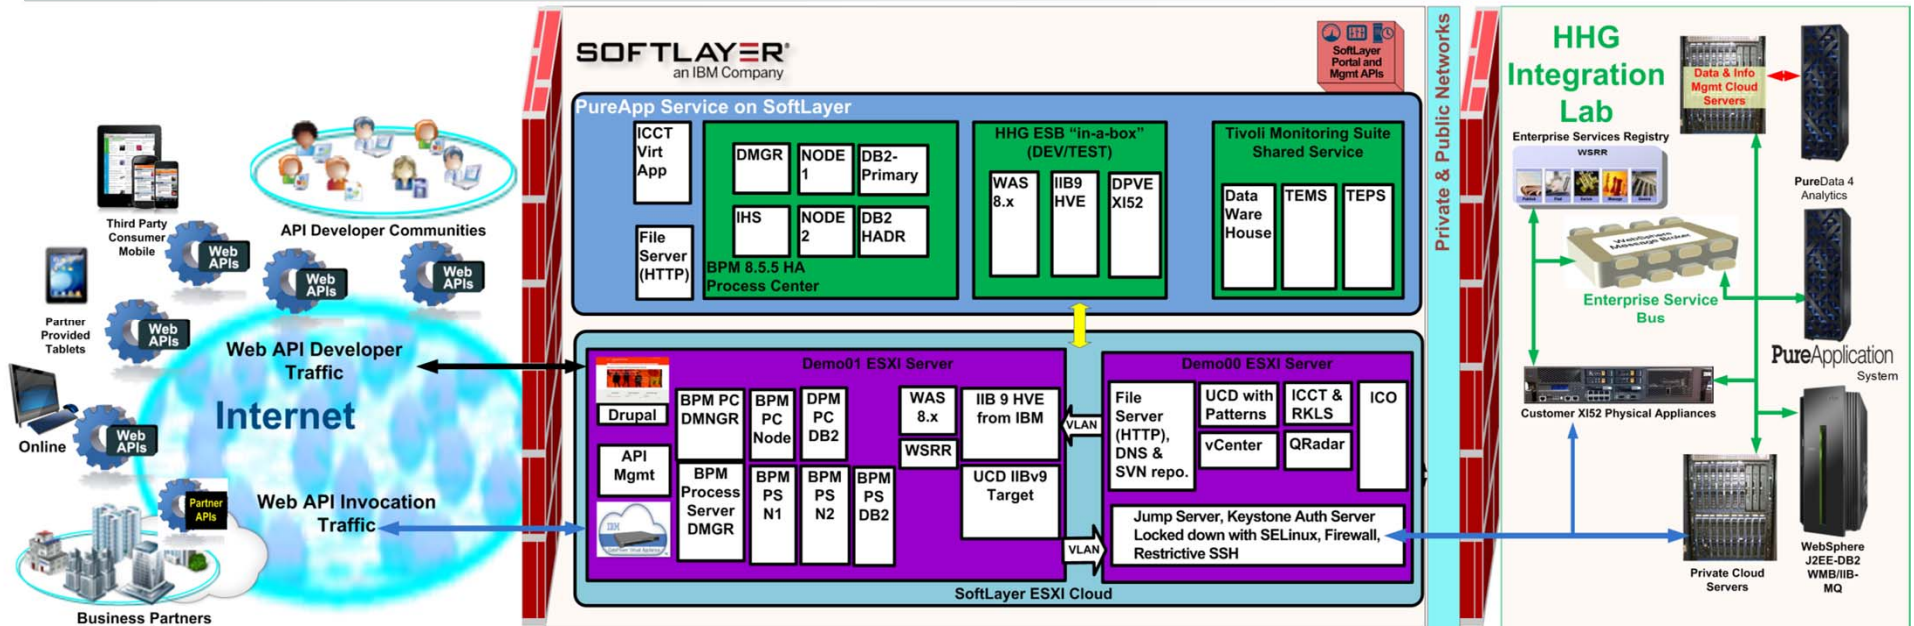 SOFTLAYER®
an IBM Company
SoftLayer
Portal and
Mgmt APIs
Private & Public Networks
HHG
Integration
Lab
Data & Info
Mgmt Cloud
Servers
PureData 4
Analytics
Enterprise Services Registry
WSRR
WebSphere
Message Broker
Enterprise Service
Bus
PureApplication
System
Customer XI52 Physical Appliances
Private Cloud
Servers
WebSphere
J2EE-DB2
WMB/IIB-
MQ
PureApp Service on SoftLayer
ICCT
Virt
App
File
Server
(HTTP)
DMGR
NODE
1
DB2-
Primary
IHS
NODE
2
DB2
HADR
BPM 8.5.5 HA
Process Center
HHG ESB “in-a-box”
(DEV/TEST)
WAS
8.x
IIB9
HVE
DPVE
XI52
Tivoli Monitoring Suite
Shared Service
Data
Ware
House
TEMS
TEPS
Third Party
Consumer
Mobile
API Developer Communities
Web
APIs
Web
APIs
Web
APIs
Partner
Provided
Tablets
Web
APIs
Web API Developer
Traffic
Internet
Online
Web
APIs
Partner
APIs
Web API Invocation
Traffic
Business Partners
Demo01 ESXI Server
Drupal
API
Mgmt
IBM
BPM PC
DMNGR
BPM
PC
Node
DPM
PC
DB2
WAS
8.x
WSRR
IIB 9 HVE
from IBM
BPM
Process
Server
DMGR
BPM
PS
N1
BPM
PS
N2
BPM
PS
DB2
UCD IIBv9
Target
VLAN
VLAN
Demo00 ESXI Server
File
Server
(HTTP),
DNS &
SVN repo.
UCD with
Patterns
ICCT &
RKLS
ICO
vCenter
QRadar
Jump Server, Keystone Auth Server
Locked down with SELinux, Firewall,
Restrictive SSH
SoftLayer ESXI Cloud